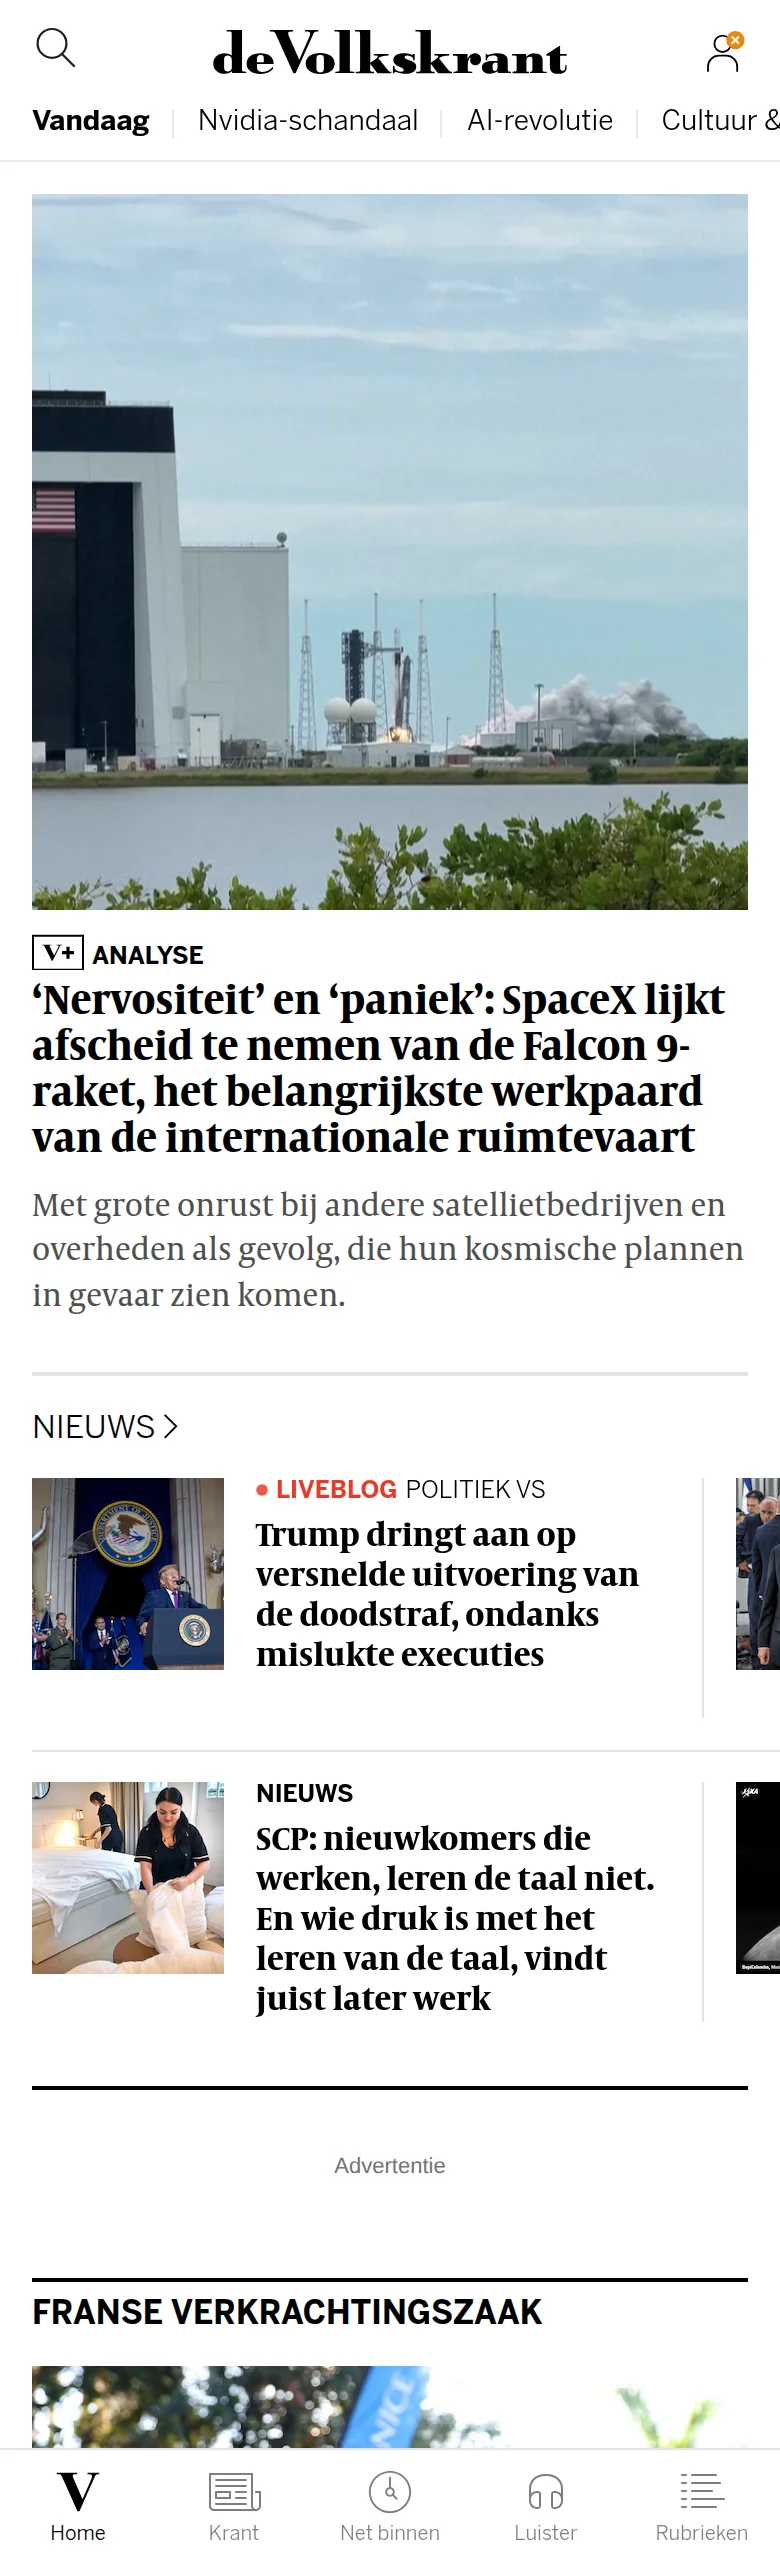 deVolkskrant
Vandaag
Nvidia-schandaal
AI-revolutie
Cultuur &
V+ ANALYSE
‘Nervositeit’ en ‘paniek’: SpaceX lijkt
afscheid te nemen van de Falcon 9-
raket, het belangrijkste werkpaard
van de internationale ruimtevaart
Met grote onrust bij andere satellietbedrijven en
overheden als gevolg, die hun kosmische plannen
in gevaar zien komen.
NIEUWS
LIVEBLOG POLITIEK VS
Trump dringt aan op
versnelde uitvoering van
de doodstraf, ondanks
mislukte executies
NIEUWS
SCP: nieuwkomers die
werken, leren de taal niet.
En wie druk is met het
leren van de taal, vindt
juist later werk
Advertentie
FRANSE VERKRACHTINGSZAAK
NICE
V
Home
Krant
Net binnen
Luister
Rubrieken